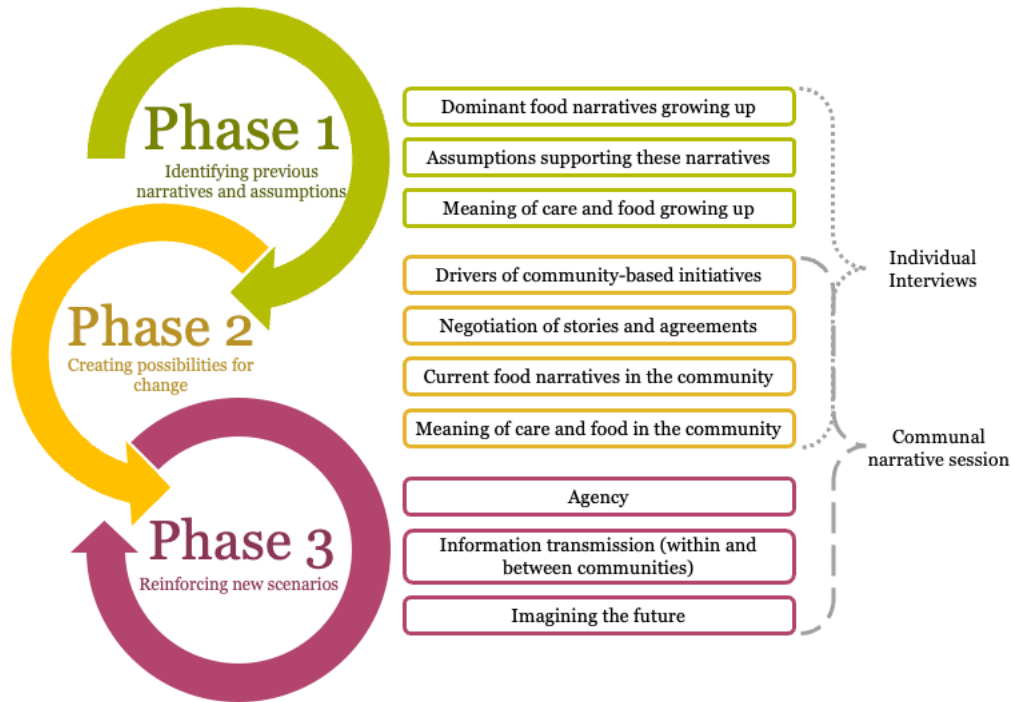 Phase 1
Identifying previous
narratives and assumptions
Dominant food narratives growing up
Assumptions supporting these narratives
Meaning of care and food growing up
Phase 2
Creating possibilities for
change
Drivers of community-based initiatives
Negotiation of stories and agreements
Current food narratives in the community
Meaning of care and food in the community
Phase 3
Reinforcing new scenarios
Agency
Information transmission (within and
between communities)
Imagining the future
Individual
Interviews
Communal
narrative session